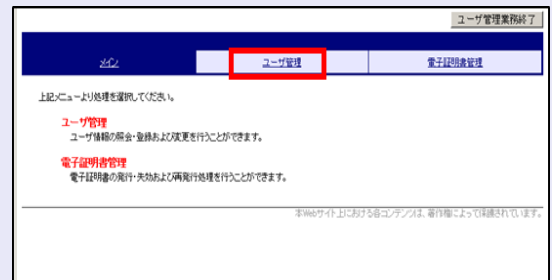 ユーザ管理業務終了
メイン
ユーザ管理
電子証明書管理
上記メニューより処理を選択してください。
ユーザ管理
ユーザ情報の照会・登録および変更を行うことができます。
電子証明書管理
電子証明書の発行・失効および再発行処理を行うことができます。
本Webサイト上における各コンテンツは、著作権によって保護されています。